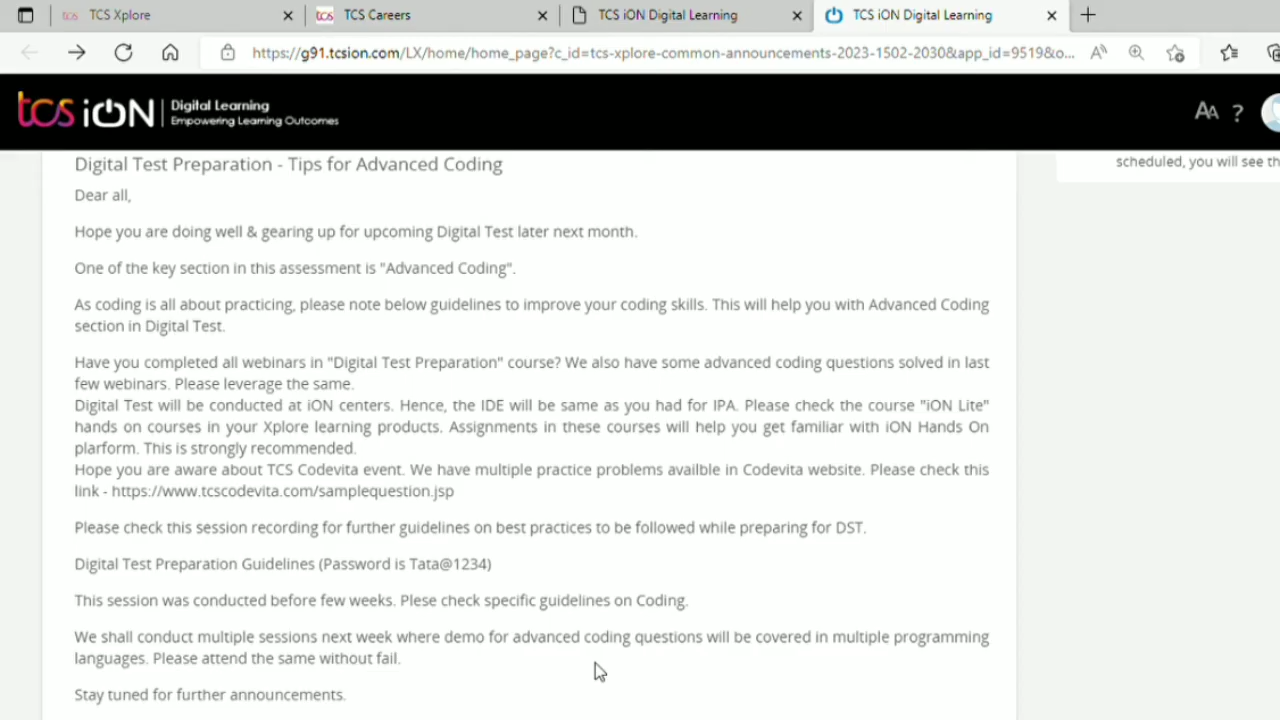 TCS Xplore
TCS Careers
TCS iON Digital Learning
TCS iON Digital Learning
https://g91.tcsion.com/LX/home/home_page?c_id=tcs-xplore-common-announcements-2023-1502-2030&app_id=9519&o...
tcs iON | Digital Learning
Empowering Learning Outcomes
AA ?
scheduled, you will see th
Digital Test Preparation - Tips for Advanced Coding
Dear all,
Hope you are doing well & gearing up for upcoming Digital Test later next month.
One of the key section in this assessment is "Advanced Coding".
As coding is all about practicing, please note below guidelines to improve your coding skills. This will help you with Advanced Coding
section in Digital Test.
Have you completed all webinars in "Digital Test Preparation" course? We also have some advanced coding questions solved in last
few webinars. Please leverage the same.
Digital Test will be conducted at iON centers. Hence, the IDE will be same as you had for IPA. Please check the course "iON Lite"
hands on courses in your Xplore learning products. Assignments in these courses will help you get familiar with iON Hands On
plarform. This is strongly recommended.
Hope you are aware about TCS Codevita event. We have multiple practice problems availble in Codevita website. Please check this
link - https://www.tcscodevita.com/samplequestion.jsp
Please check this session recording for further guidelines on best practices to be followed while preparing for DST.
Digital Test Preparation Guidelines (Password is Tata@1234)
This session was conducted before few weeks. Plese check specific guidelines on Coding.
We shall conduct multiple sessions next week where demo for advanced coding questions will be covered in multiple programming
languages. Please attend the same without fail.
Stay tuned for further announcements.